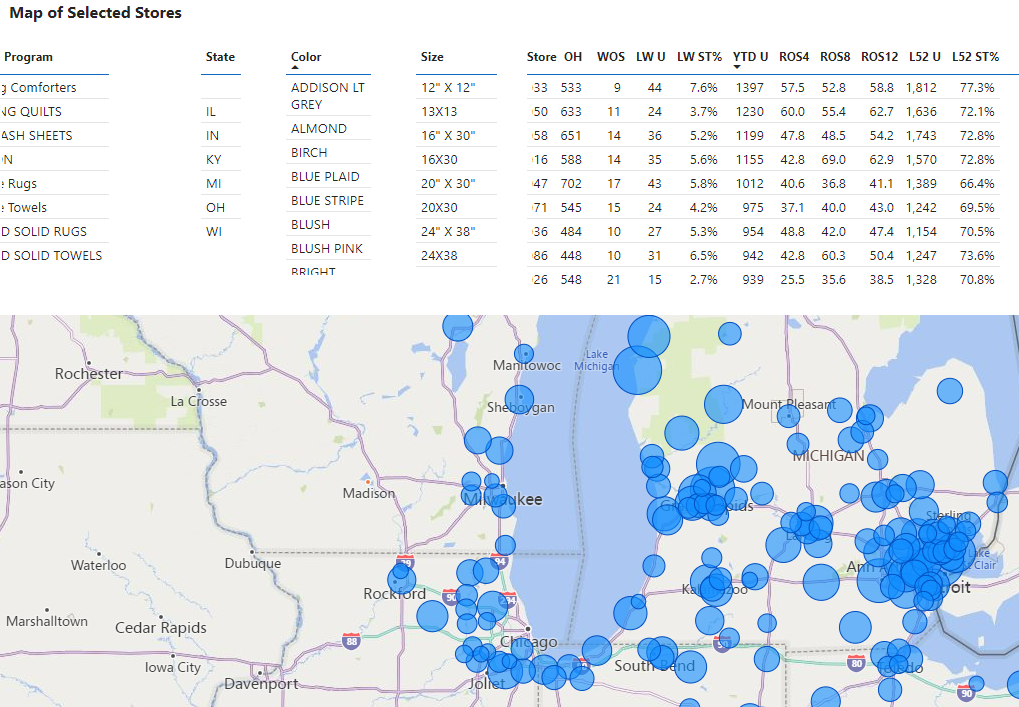 Map of Selected Stores
Program State Color Size Store OH WOS LW U LW ST% YTD U ROS4 ROS8 ROS12 L52 U L52 ST%
g Comforters
NG QUILTS
ASH SHEETS
ON
e Rugs
e Towels
D SOLID RUGS
D SOLID TOWELS
IL
IN
KY
MI
OH
WI
ADDISON LT
GREY
ALMOND
BIRCH
BLUE PLAID
BLUE STRIPE
BLUSH
BLUSH PINK
BRIGHT
12" X 12"
13X13
16" X 30"
16X30
20" X 30"
20X30
24" X 38"
24X38
33 533 9 44 7.6% 1397 57.5 52.8 58.8 1,812 77.3%
50 633 11 24 3.7% 1230 60.0 55.4 62.7 1,636 72.1%
58 651 14 36 5.2% 1199 47.8 48.5 54.2 1,743 72.8%
16 588 14 35 5.6% 1155 42.8 69.0 62.9 1,570 72.8%
47 702 17 43 5.8% 1012 40.6 36.8 41.1 1,389 66.4%
71 545 15 24 4.2% 975 37.1 40.0 43.0 1,242 69.5%
36 484 10 27 5.3% 954 48.8 42.0 47.4 1,154 70.5%
86 448 10 31 6.5% 942 42.8 60.3 50.4 1,247 73.6%
26 548 21 15 2.7% 939 25.5 35.6 38.5 1,328 70.8%
Lake
Michigan
Manitowoc
Rochester
La Crosse
Sheboygan
Mount Pleasant
MICHIGAN
ason City
Madison
Milwaukee
Sterling
Lake
St Clair
Waterloo
Dubuque
Rockford
Kalamazoo
Ann A
Detroit
90
94
294
Marshalltown
Cedar Rapids
88
Chicago
Iowa City
South Bend
80
Toledo
Davenport
Joliet
90